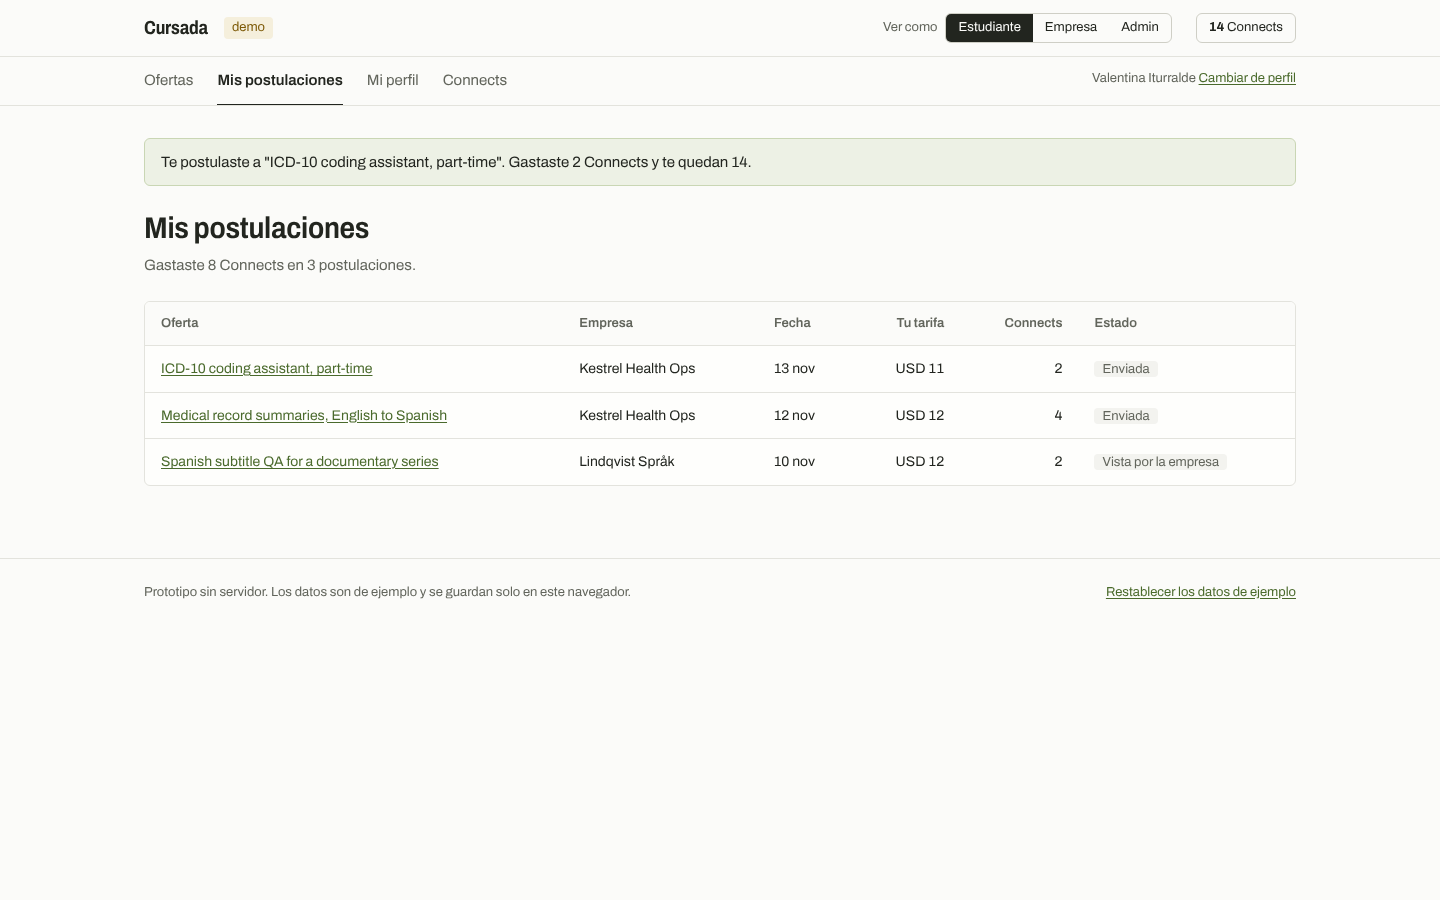 Cursada demo Ver como Estudiante Empresa Admin 14 Connects
Ofertas Mis postulaciones Mi perfil Connects Valentina Iturralde Cambiar de perfil
Te postulaste a "ICD-10 coding assistant, part-time". Gastaste 2 Connects y te quedan 14.
Mis postulaciones
Gastaste 8 Connects en 3 postulaciones.
Oferta Empresa Fecha Tu tarifa Connects Estado
ICD-10 coding assistant, part-time Kestrel Health Ops 13 nov USD 11 2 Enviada
Medical record summaries, English to Spanish Kestrel Health Ops 12 nov USD 12 4 Enviada
Spanish subtitle QA for a documentary series Lindqvist Språk 10 nov USD 12 2 Vista por la empresa
Prototipo sin servidor. Los datos son de ejemplo y se guardan solo en este navegador. Restablecer los datos de ejemplo